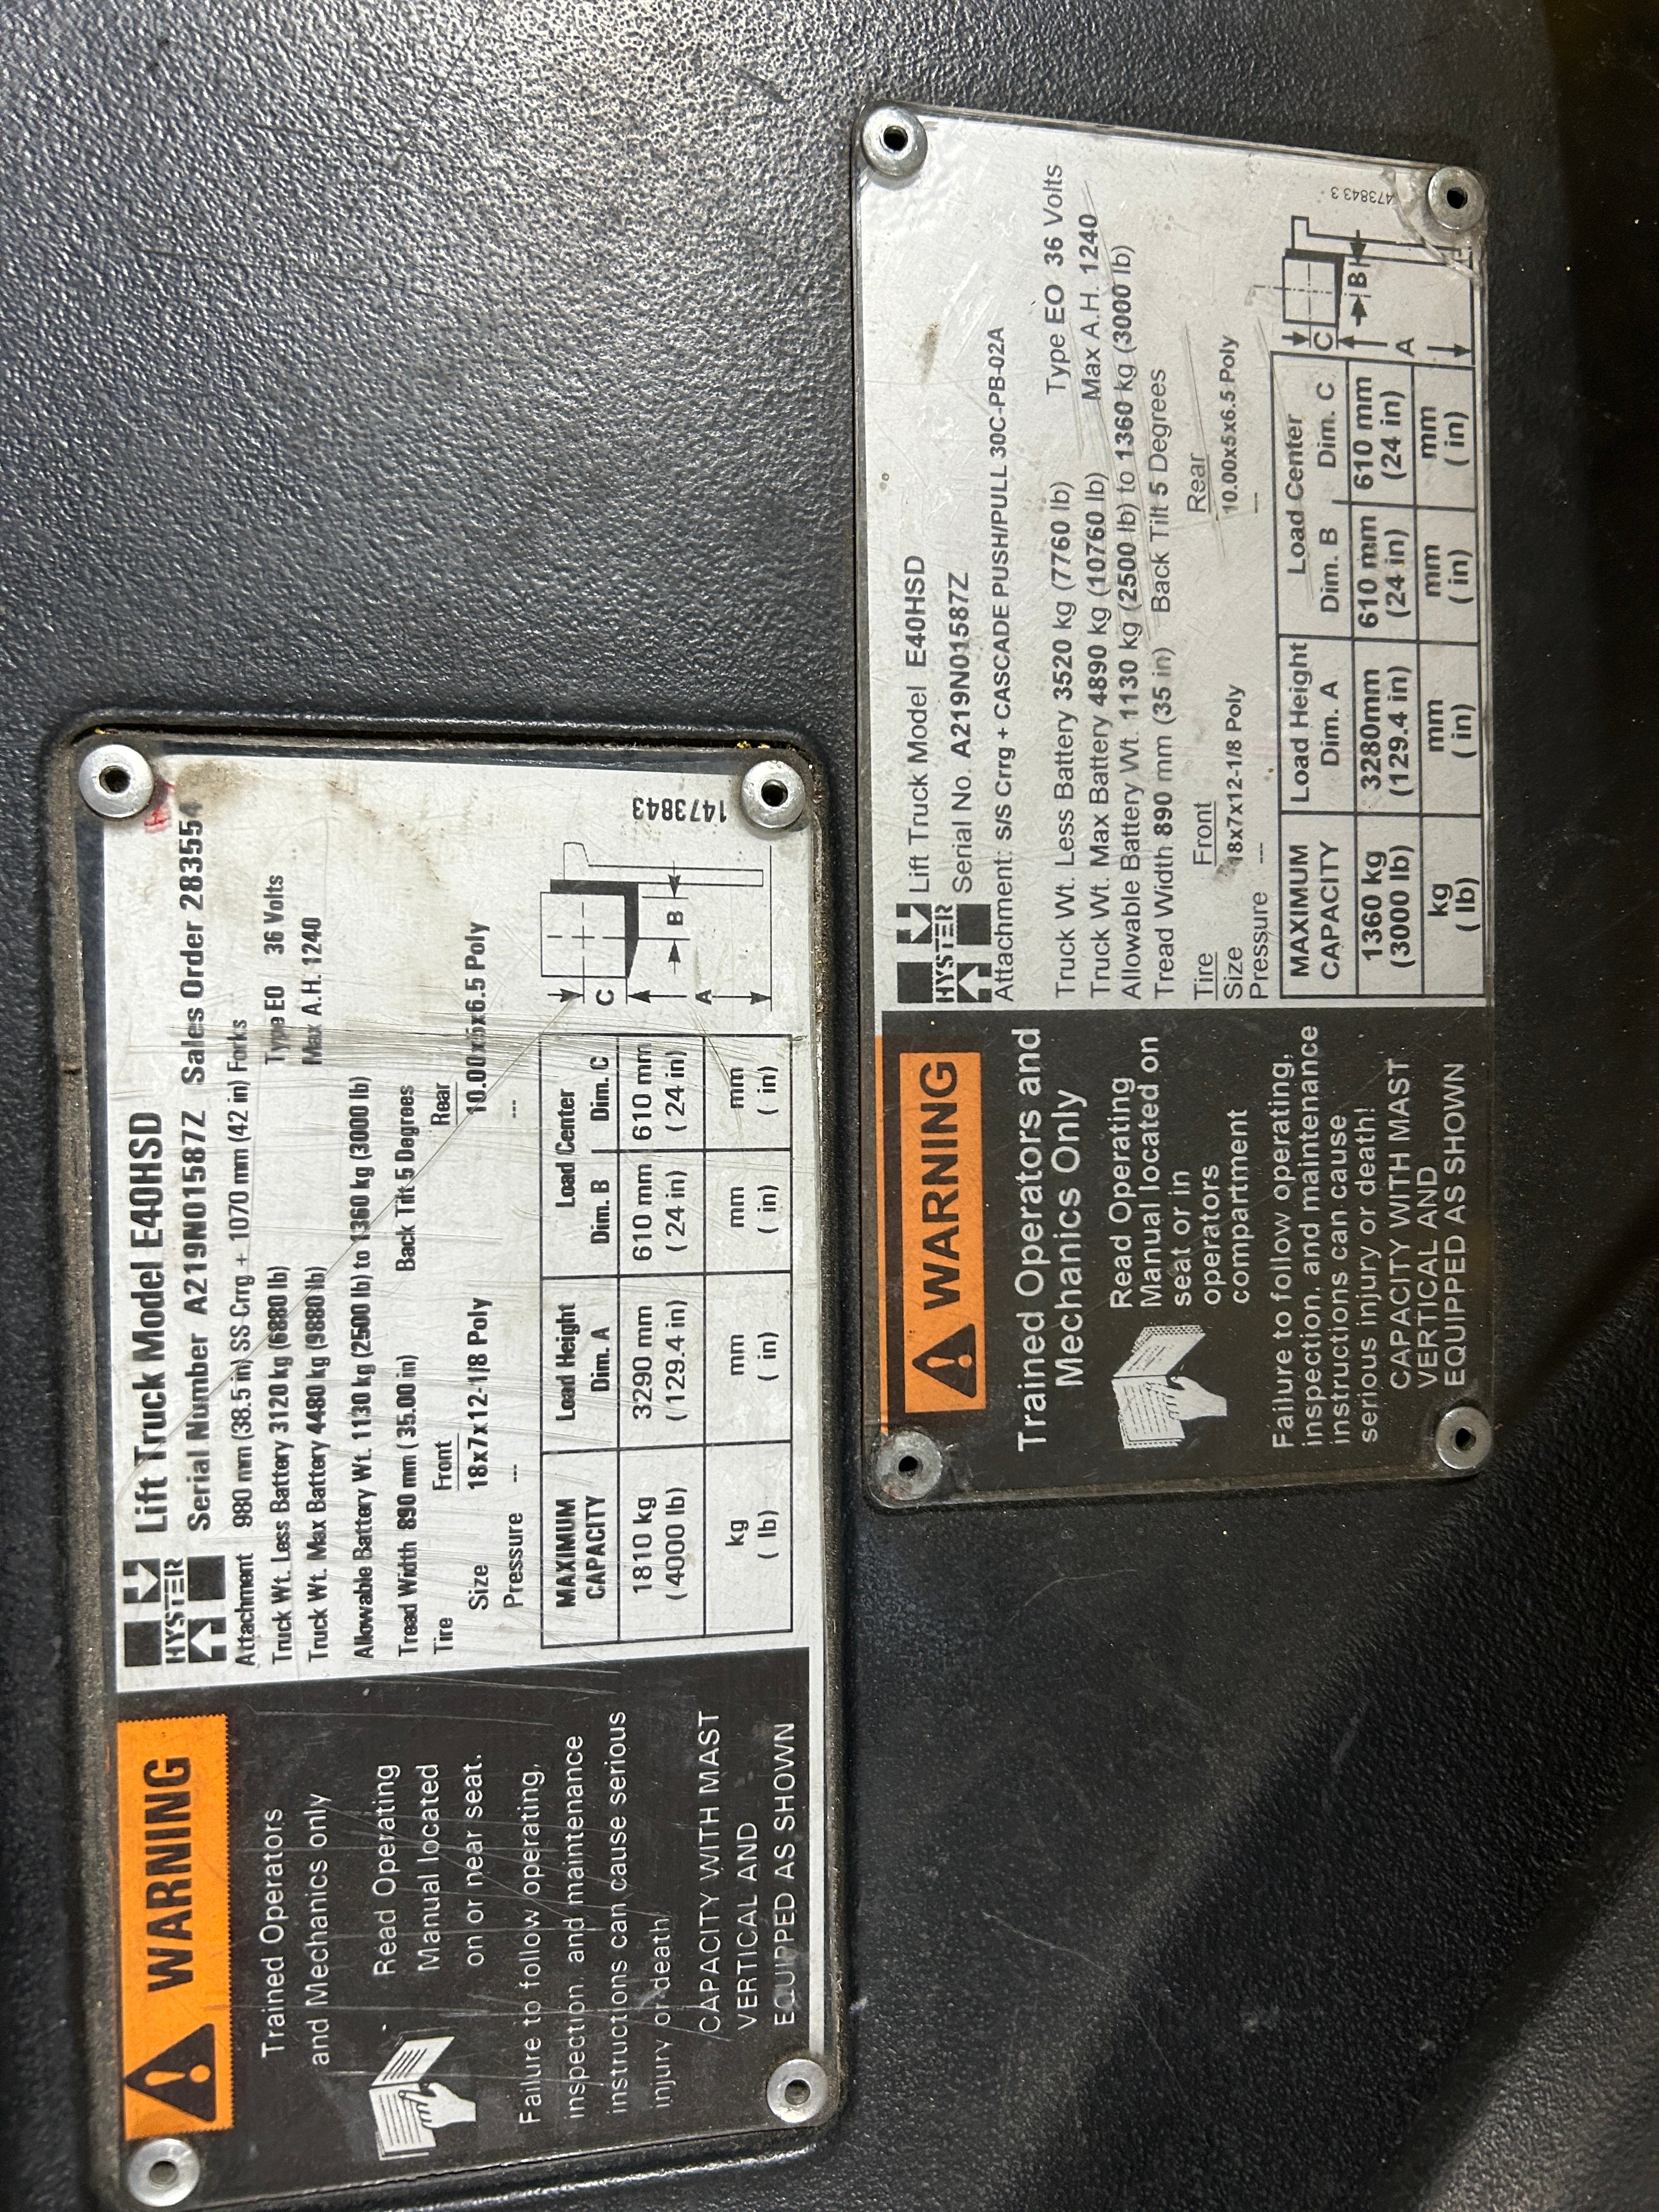 WARNING
Trained Operators
and Mechanics only
Read Operating
Manual located
on or near seat.
Failure to follow operating,
inspection, and maintenance
instructions can cause serious
injury or death
CAPACITY WITH MAST
VERTICAL AND
EQUIPPED AS SHOWN
HYSTER
Lift Truck Model E40HSD
Serial Number A219N01587Z Sales Order 283554
Attachment 980 mm (38.5 in) SS Crrg + 1070 mm (42 in) Forks
Truck Wt. Less Battery 3120 kg (6880 lb) Type E0 36 Volts
Truck Wt. Max Battery 4480 kg (9880 lb) Max A.H. 1240
Allowable Battery Wt. 1130 kg (2500 lb) to 1360 kg (3000 lb)
Tread Width 890 mm (35.00 in) Back Tilt 5 Degrees
Tire Front Rear
Size 18x7x12-1/8 Poly 10.00x5x6.5 Poly
Pressure --- ---
MAXIMUM CAPACITY Load Height Dim. A Load Center Dim. B Dim. C
1810 kg 3290 mm 610 mm 610 mm
(4000 lb) (129.4 in) (24 in) (24 in)
kg mm mm mm
( lb) ( in) ( in) ( in)
C
B
A
1473843
WARNING
Trained Operators and
Mechanics Only
Read Operating
Manual located on
seat or in
operators
compartment
Failure to follow operating,
inspection, and maintenance
instructions can cause
serious injury or death!
CAPACITY WITH MAST
VERTICAL AND
EQUIPPED AS SHOWN
HYSTER
Lift Truck Model E40HSD
Serial No. A219N01587Z
Attachment: S/S Crrg + CASCADE PUSH/PULL 30C-PB-02A
Truck Wt. Less Battery 3520 kg (7760 lb) Type EO 36 Volts
Truck Wt. Max Battery 4890 kg (10760 lb) Max A.H. 1240
Allowable Battery Wt. 1130 kg (2500 lb) to 1360 kg (3000 lb)
Tread Width 890 mm (35 in) Back Tilt 5 Degrees
Tire Front Rear
Size 18x7x12-1/8 Poly 10.00x5x6.5 Poly
Pressure --- ---
MAXIMUM CAPACITY Load Height Dim. A Load Center Dim. B Dim. C
1360 kg 3280mm 610 mm 610 mm
(3000 lb) (129.4 in) (24 in) (24 in)
kg mm mm mm
( lb) ( in) ( in) ( in)
C
B
A